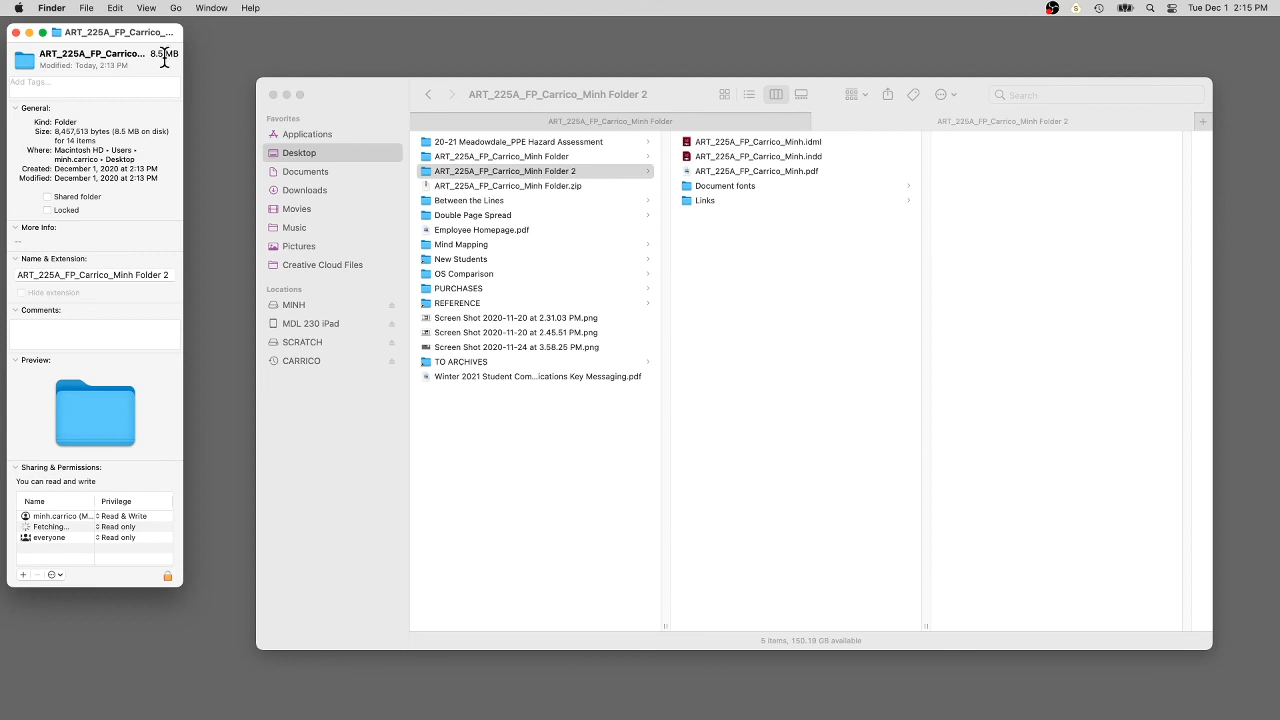 Finder File Edit View Go Window Help
Tue Dec 1 2:15 PM
ART_225A_FP_Carrico_...
ART_225A_FP_Carrico... 8.5 MB
Modified: Today, 2:13 PM
Add Tags...
General:
Kind: Folder
Size: 8,457,513 bytes (8.5 MB on disk)
for 14 items
Where: Macintosh HD • Users •
minh.carrico • Desktop
Created: December 1, 2020 at 2:13 PM
Modified: December 1, 2020 at 2:13 PM
Shared folder
Locked
More Info:
--
Name & Extension:
ART_225A_FP_Carrico_Minh Folder 2
Hide extension
Comments:
Preview:
Sharing & Permissions:
You can read and write
Name Privilege
minh.carrico (M... Read & Write
Fetching... Read only
everyone Read only
ART_225A_FP_Carrico_Minh Folder 2
Search
ART_225A_FP_Carrico_Minh Folder
ART_225A_FP_Carrico_Minh Folder 2
Favorites
Applications
Desktop
Documents
Downloads
Movies
Music
Pictures
Creative Cloud Files
Locations
MINH
MDL 230 iPad
SCRATCH
CARRICO
20-21 Meadowdale_PPE Hazard Assessment
ART_225A_FP_Carrico_Minh Folder
ART_225A_FP_Carrico_Minh Folder 2
ART_225A_FP_Carrico_Minh Folder.zip
Between the Lines
Double Page Spread
Employee Homepage.pdf
Mind Mapping
New Students
OS Comparison
PURCHASES
REFERENCE
Screen Shot 2020-11-20 at 2.31.03 PM.png
Screen Shot 2020-11-20 at 2.45.51 PM.png
Screen Shot 2020-11-24 at 3.58.25 PM.png
TO ARCHIVES
Winter 2021 Student Com...ications Key Messaging.pdf
ART_225A_FP_Carrico_Minh.idml
ART_225A_FP_Carrico_Minh.indd
ART_225A_FP_Carrico_Minh.pdf
Document fonts
Links
5 items, 150.19 GB available